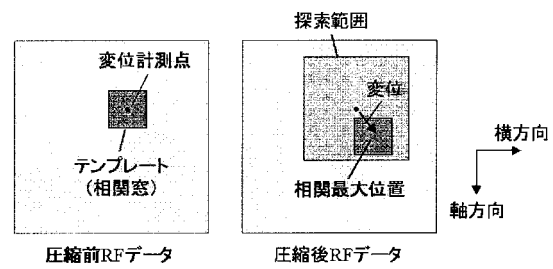 探索範囲
変位計測点
変位
テンプレート
(相関窓)
相関最大位置
横方向
軸方向
圧縮前RFデータ
圧縮後RFデータ